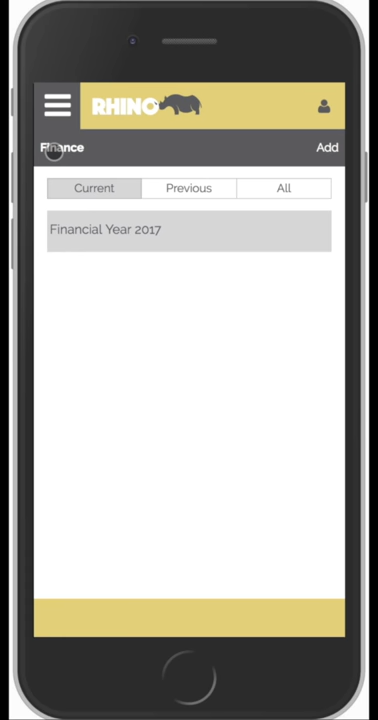 RHINO
Finance
Add
Current
Previous
All
Financial Year 2017